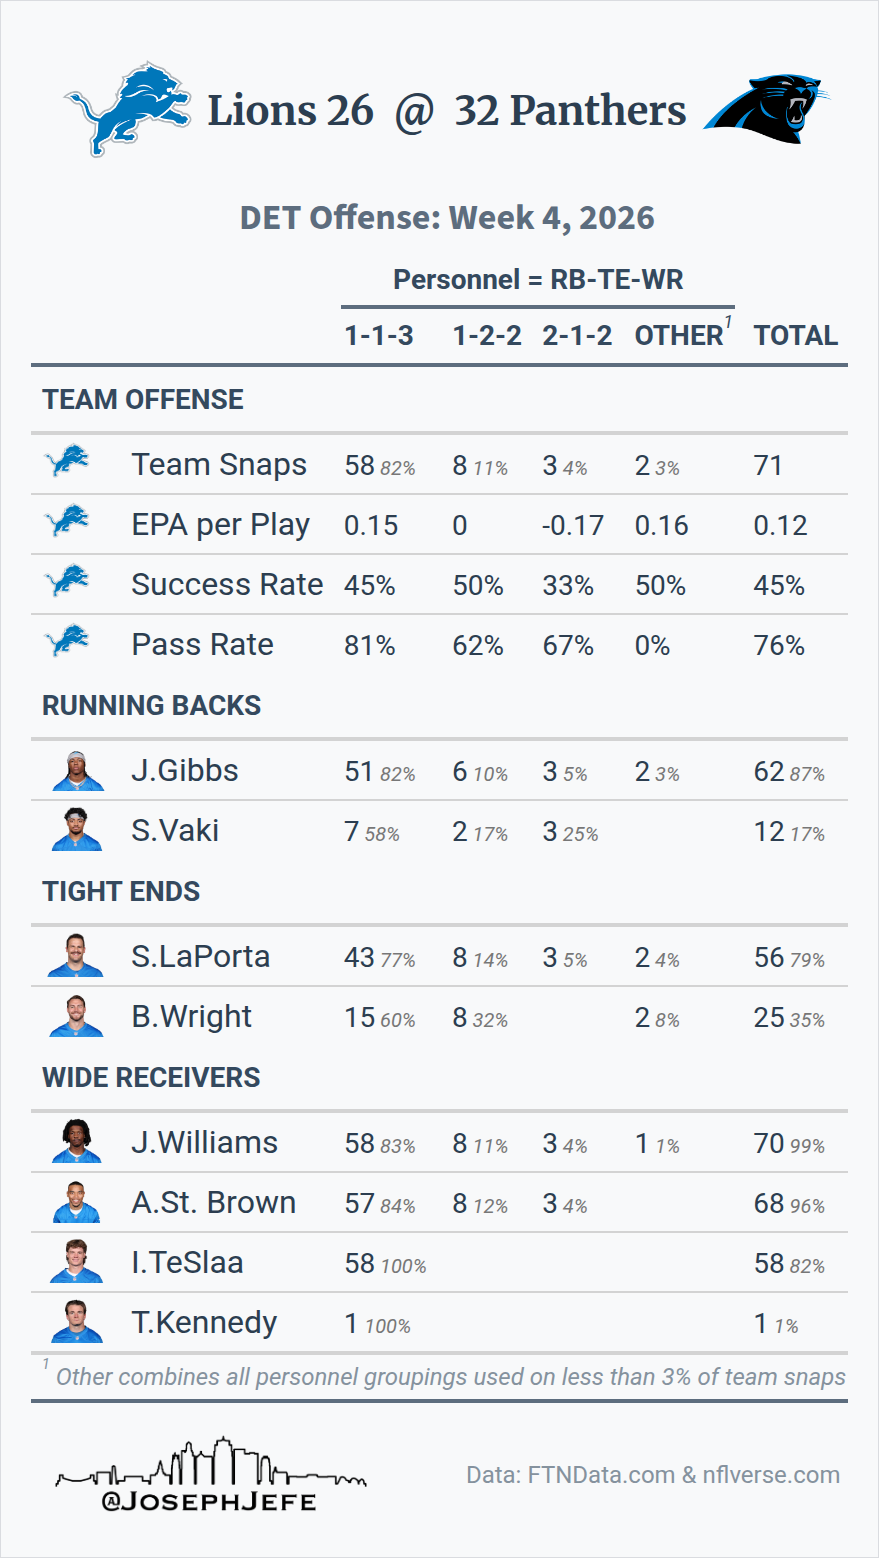 Lions 26 @ 32 Panthers
DET Offense: Week 4, 2026
Personnel = RB-TE-WR
1-1-3 1-2-2 2-1-2 OTHER1 TOTAL
TEAM OFFENSE
Team Snaps 58 82% 8 11% 3 4% 2 3% 71
EPA per Play 0.15 0 -0.17 0.16 0.12
Success Rate 45% 50% 33% 50% 45%
Pass Rate 81% 62% 67% 0% 76%
RUNNING BACKS
J.Gibbs 51 82% 6 10% 3 5% 2 3% 62 87%
S.Vaki 7 58% 2 17% 3 25% 12 17%
TIGHT ENDS
S.LaPorta 43 77% 8 14% 3 5% 2 4% 56 79%
B.Wright 15 60% 8 32% 2 8% 25 35%
WIDE RECEIVERS
J.Williams 58 83% 8 11% 3 4% 1 1% 70 99%
A.St. Brown 57 84% 8 12% 3 4% 68 96%
I.TeSlaa 58 100% 58 82%
T.Kennedy 1 100% 1 1%
1 Other combines all personnel groupings used on less than 3% of team snaps
@JOSEPHJEFE
Data: FTNData.com & nflverse.com